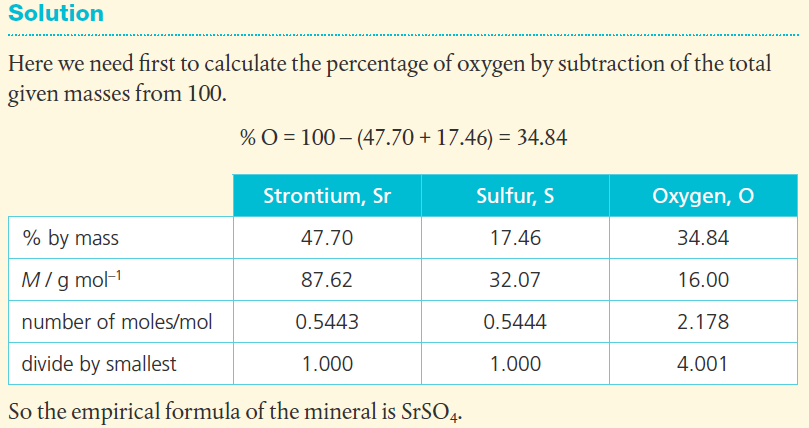 Solution
Here we need first to calculate the percentage of oxygen by subtraction of the total
given masses from 100.
% O = 100 – (47.70 + 17.46) = 34.84
Strontium, Sr Sulfur, S Oxygen, O
% by mass 47.70 17.46 34.84
M / g mol⁻¹ 87.62 32.07 16.00
number of moles/mol 0.5443 0.5444 2.178
divide by smallest 1.000 1.000 4.001
So the empirical formula of the mineral is SrSO₄.